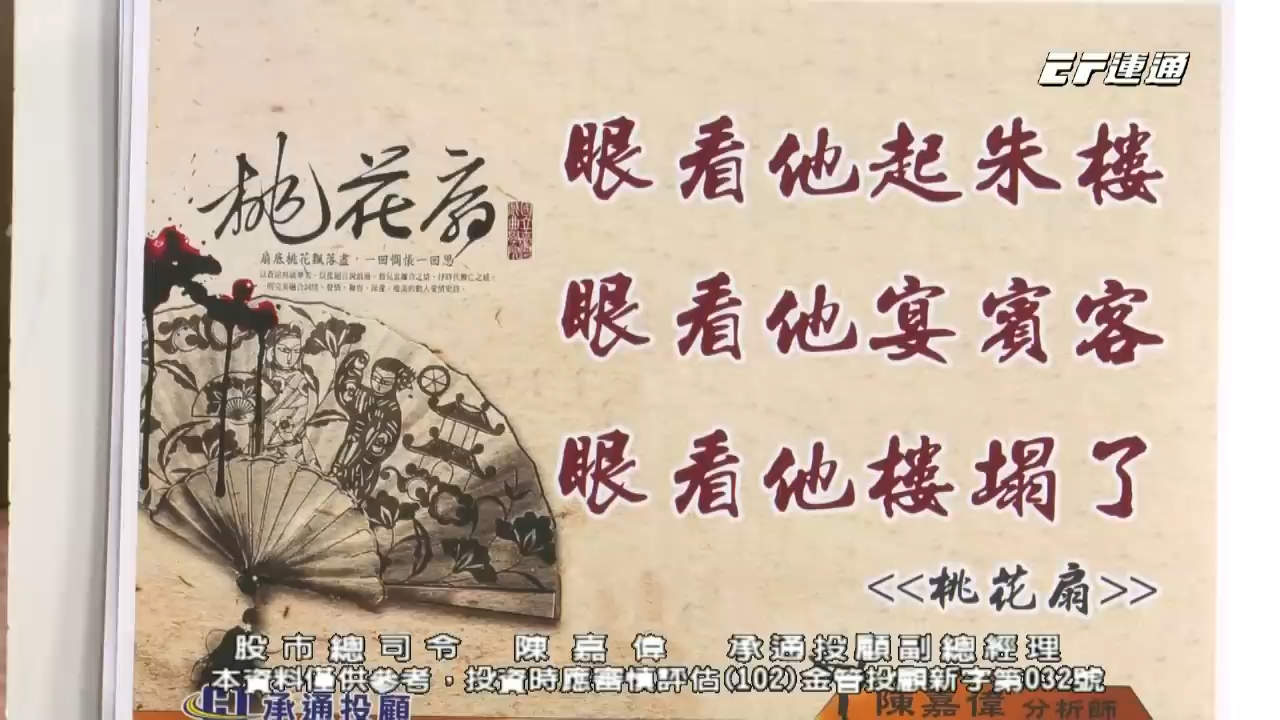 EF運通
眼看他起朱樓
眼看他宴賓客
眼看他樓塌了
<<桃花扇>>
桃花扇
扇底桃花飄落盡，一回惆悵一回思
股市總司令 陳嘉偉 承通投顧副總經理
本資料僅供參考，投資時應審慎評估(102)金管投顧新字第032號
承通投顧
陳嘉偉 分析師